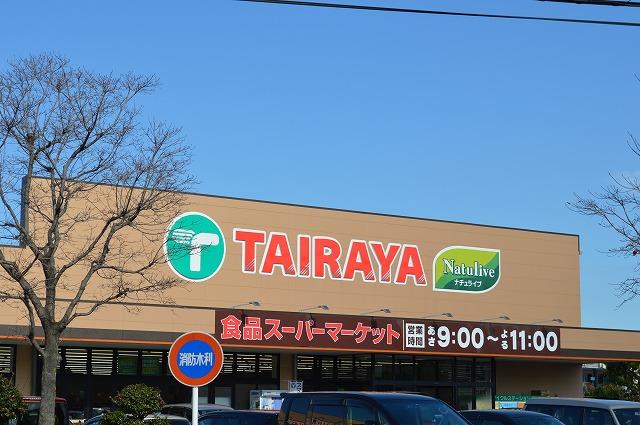 TAIRAYA
Natulive
ナチュライブ
食品スーパーマーケット
営業時間 あさ9:00~よる11:00
消防水利